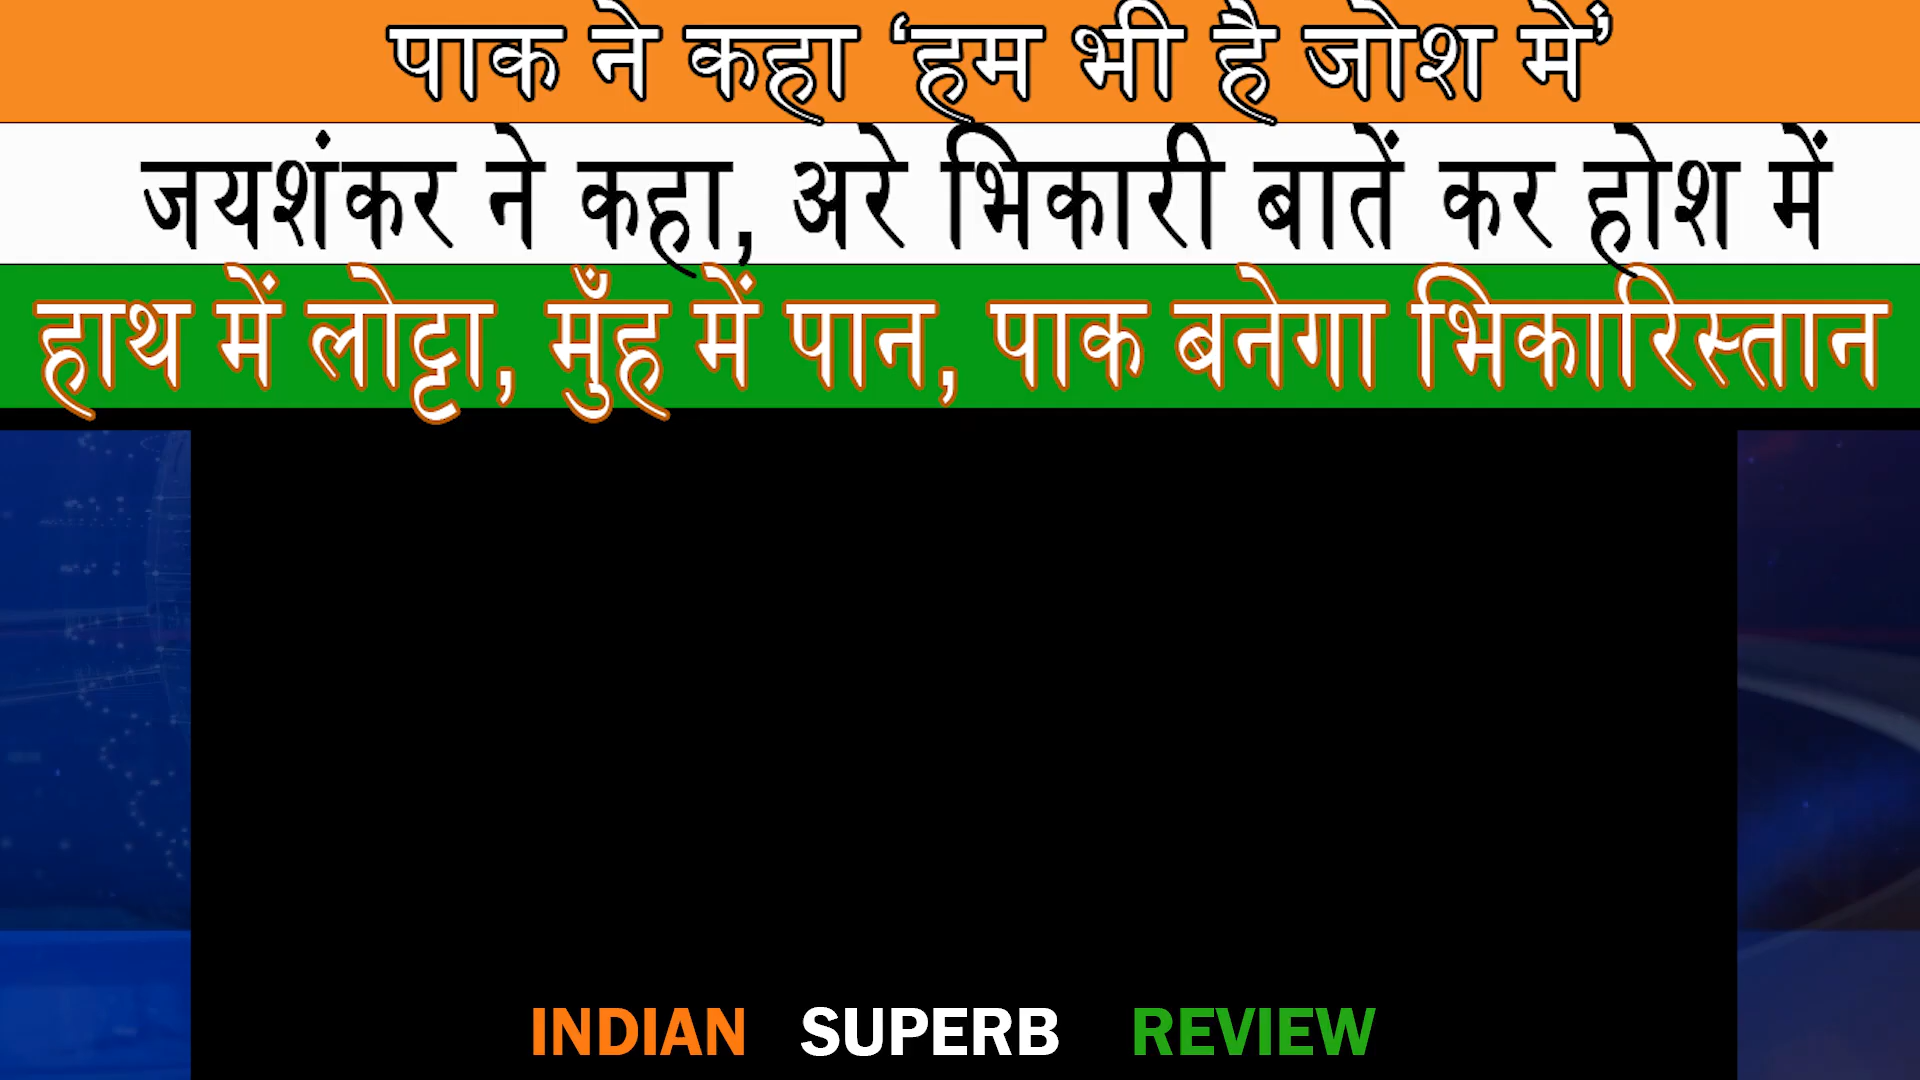 पाक ने कहा ‘हम भी है जोश में’
जयशंकर ने कहा, अरे भिकारी बातें कर होश में
हाथ में लोट्टा, मुँह में पान, पाक बनेगा भिकारिस्तान
INDIAN SUPERB REVIEW